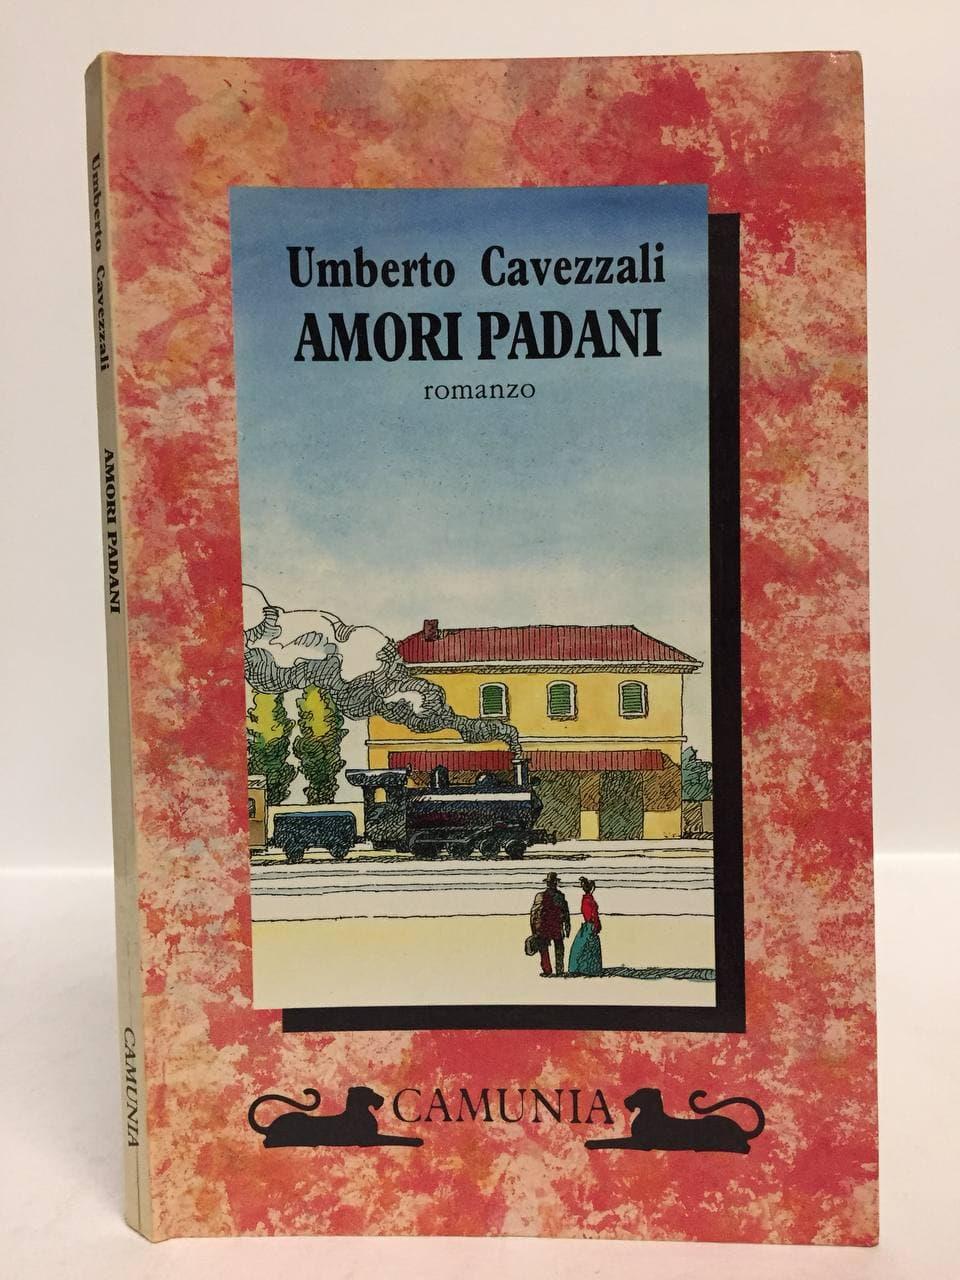 Umberto Cavezzali
AMORI PADANI
romanzo
CAMUNIA
Umberto Cavezzali AMORI PADANI CAMUNIA